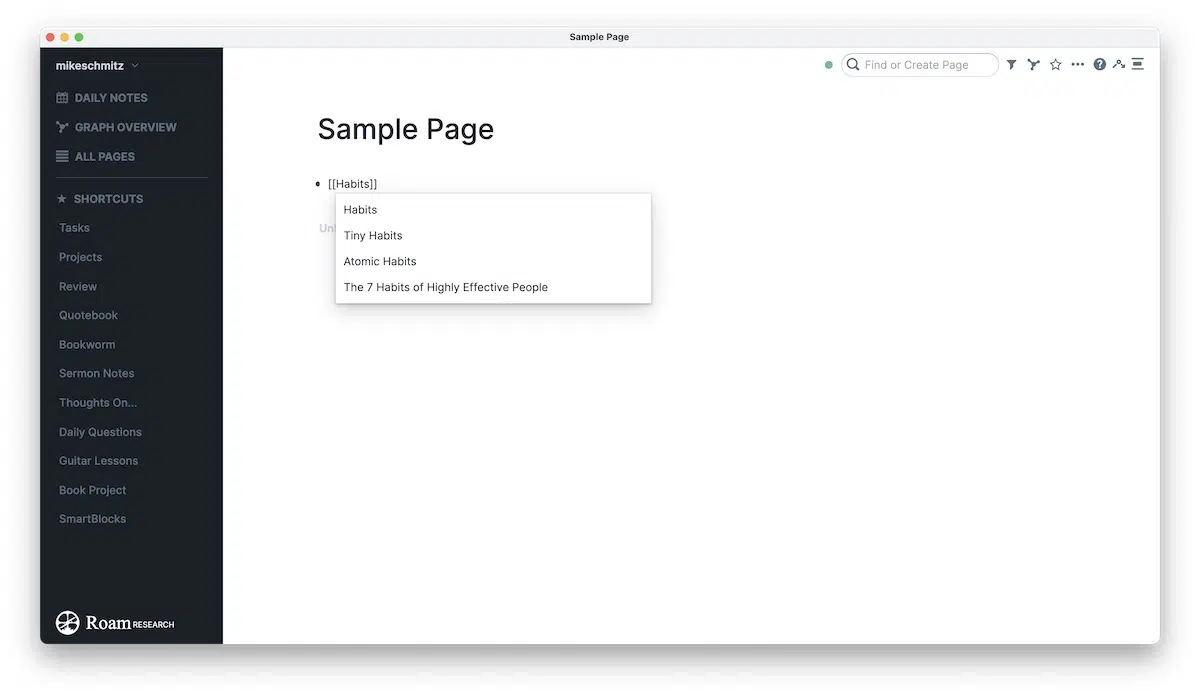 Sample Page
mikeschmitz
DAILY NOTES
GRAPH OVERVIEW
ALL PAGES
SHORTCUTS
Tasks
Projects
Review
Quotebook
Bookworm
Sermon Notes
Thoughts On...
Daily Questions
Guitar Lessons
Book Project
SmartBlocks
Roam RESEARCH
Find or Create Page
Sample Page
[[Habits]]
Habits
Tiny Habits
Atomic Habits
The 7 Habits of Highly Effective People